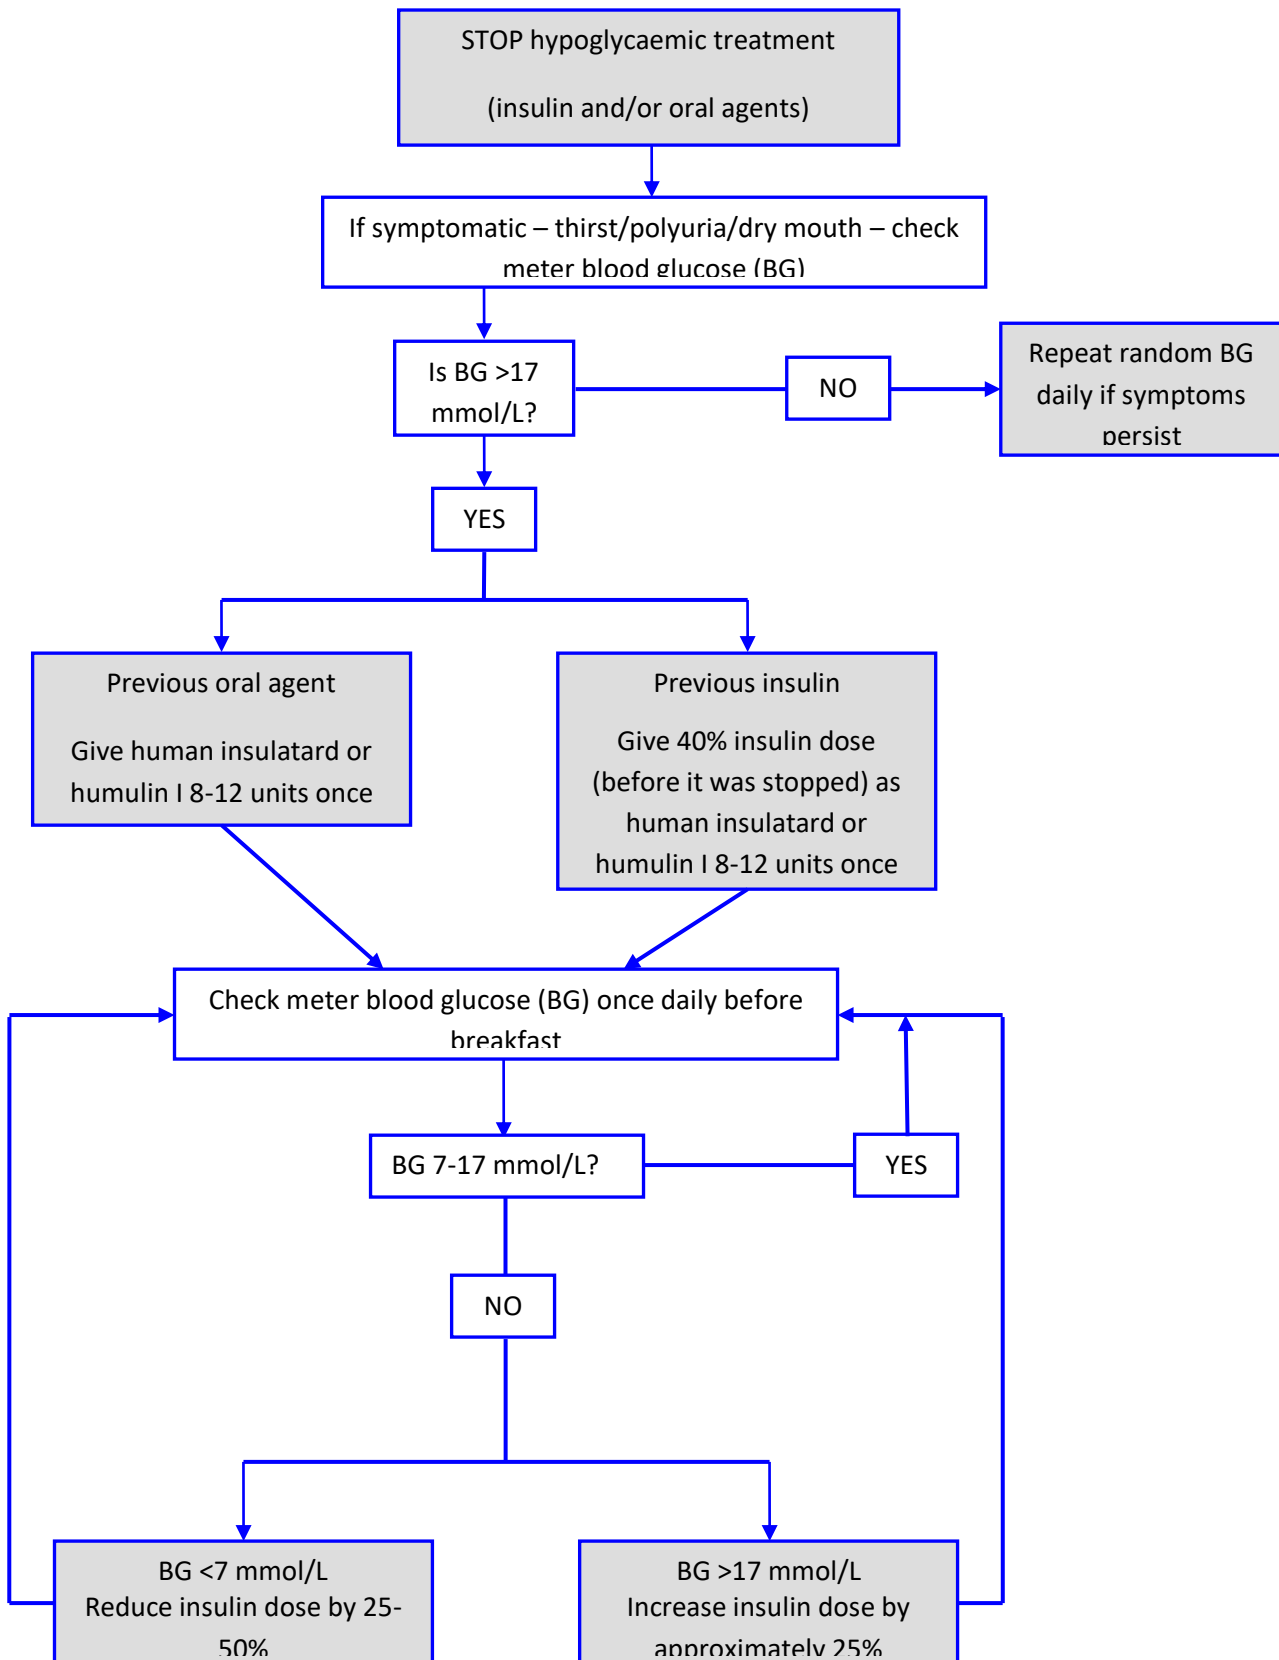 STOP hypoglycaemic treatment
(insulin and/or oral agents)
If symptomatic – thirst/polyuria/dry mouth – check
meter blood glucose (BG)
Is BG >17
mmol/L?
NO
Repeat random BG
daily if symptoms
persist
YES
Previous oral agent
Give human insulatard or
humulin I 8-12 units once
Previous insulin
Give 40% insulin dose
(before it was stopped) as
human insulatard or
humulin I 8-12 units once
Check meter blood glucose (BG) once daily before
breakfast
BG 7-17 mmol/L?
YES
NO
BG <7 mmol/L
Reduce insulin dose by 25-
50%
BG >17 mmol/L
Increase insulin dose by
approximately 25%